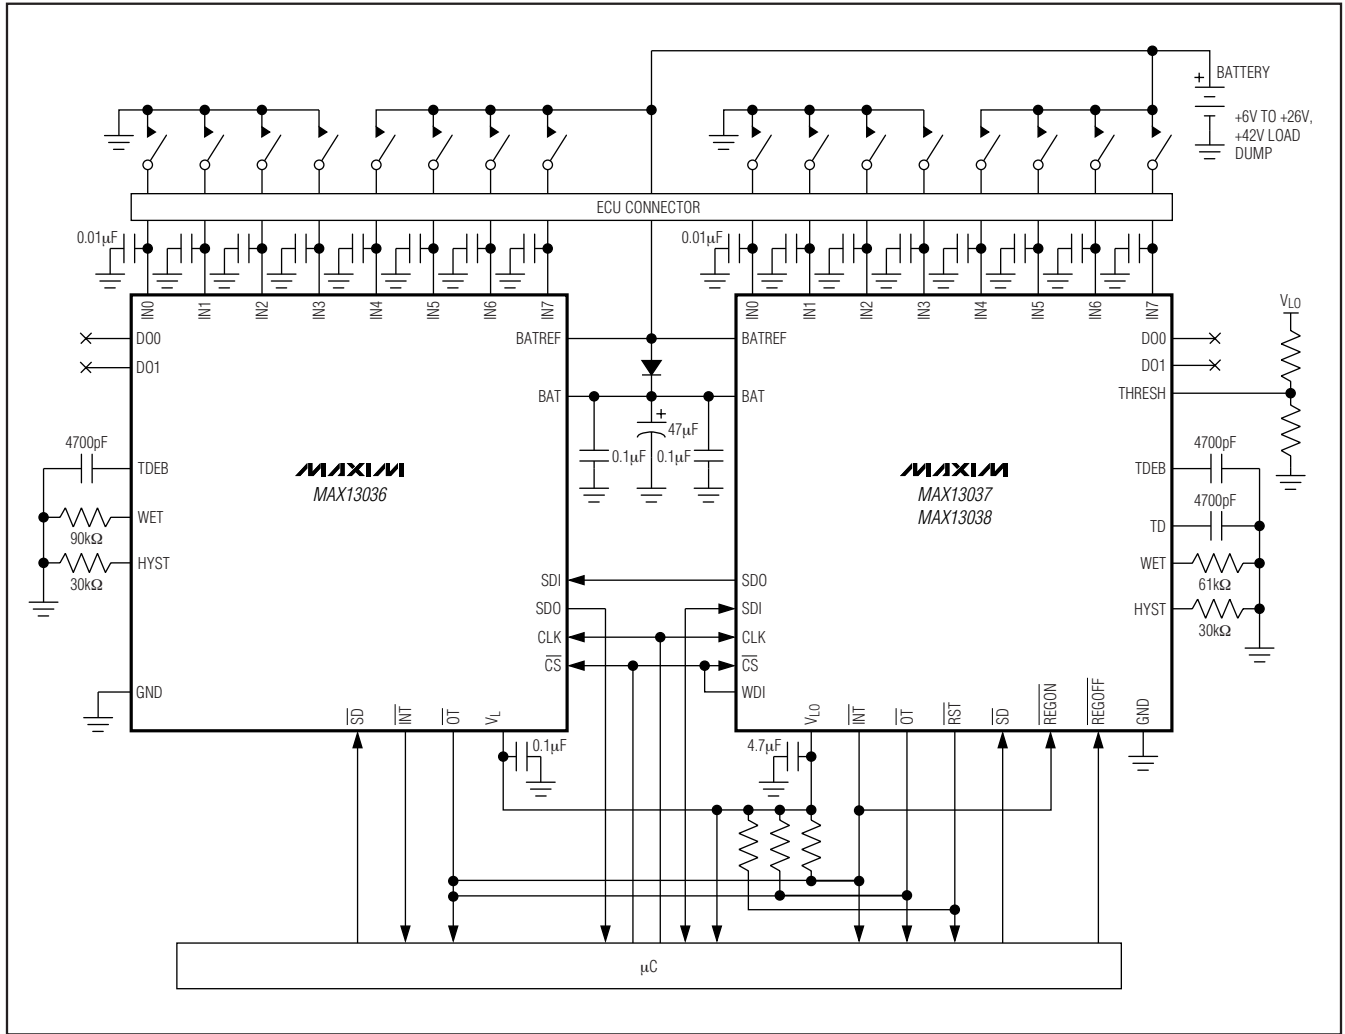 BATTERY
+6V TO +26V,
+42V LOAD
DUMP
ECU CONNECTOR
0.01µF
0.01µF
IN0 IN1 IN2 IN3 IN4 IN5 IN6 IN7
IN0 IN1 IN2 IN3 IN4 IN5 IN6 IN7
VLO
DO0
DO1
BATREF
BAT
BATREF
BAT
DO0
DO1
THRESH
+
47µF
0.1µF
0.1µF
4700pF
TDEB
WET
90kΩ
HYST
30kΩ
MAXIM
MAX13036
MAXIM
MAX13037
MAX13038
4700pF
TDEB
4700pF
TD
WET
61kΩ
HYST
30kΩ
SDI
SDO
CLK
CS
SDO
SDI
CLK
CS
WDI
GND
SD INT OT VL
VLO INT OT RST SD REGON REGOFF GND
0.1µF
4.7µF
µC